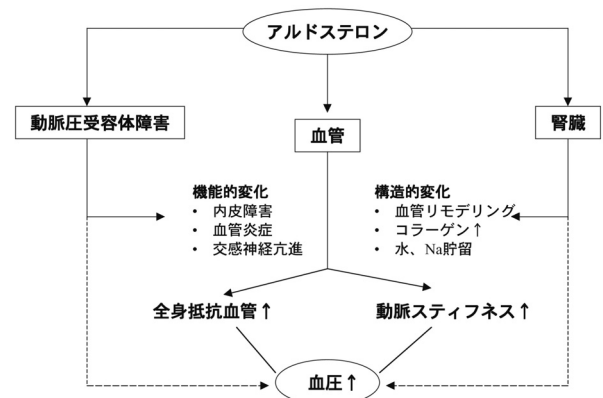 アルドステロン
動脈圧受容体障害
血管
腎臓
機能的変化
• 内皮障害
• 血管炎症
• 交感神経亢進
構造的変化
• 血管リモデリング
• コラーゲン↑
• 水、Na貯留
全身抵抗血管↑
動脈スティフネス↑
血圧↑